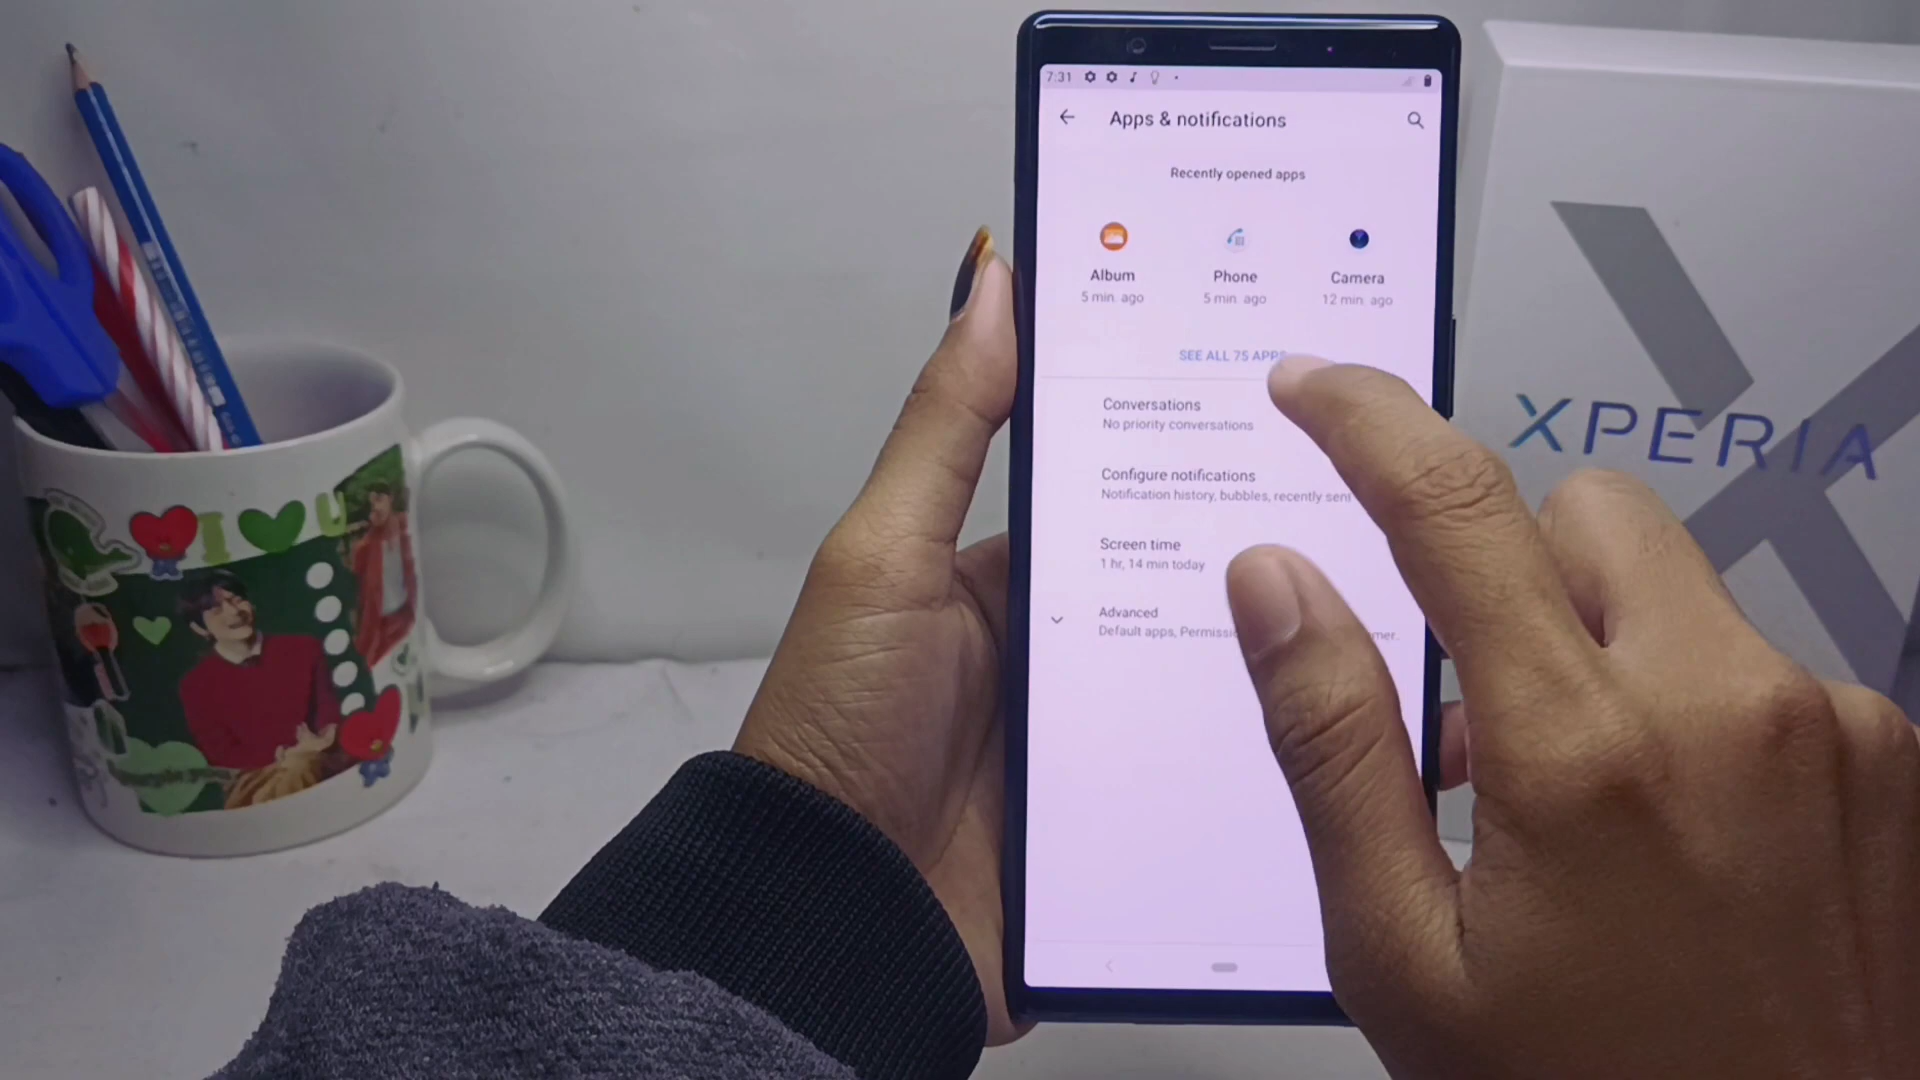 7:31
Apps & notifications
Recently opened apps
Album
Phone
Camera
5 min. ago
5 min. ago
12 min. ago
SEE ALL 75 APPS
Conversations
No priority conversations
Configure notifications
Notification history, bubbles, recently sent
Screen time
1 hr, 14 min today
Advanced
Default apps,
XPERIA
I U